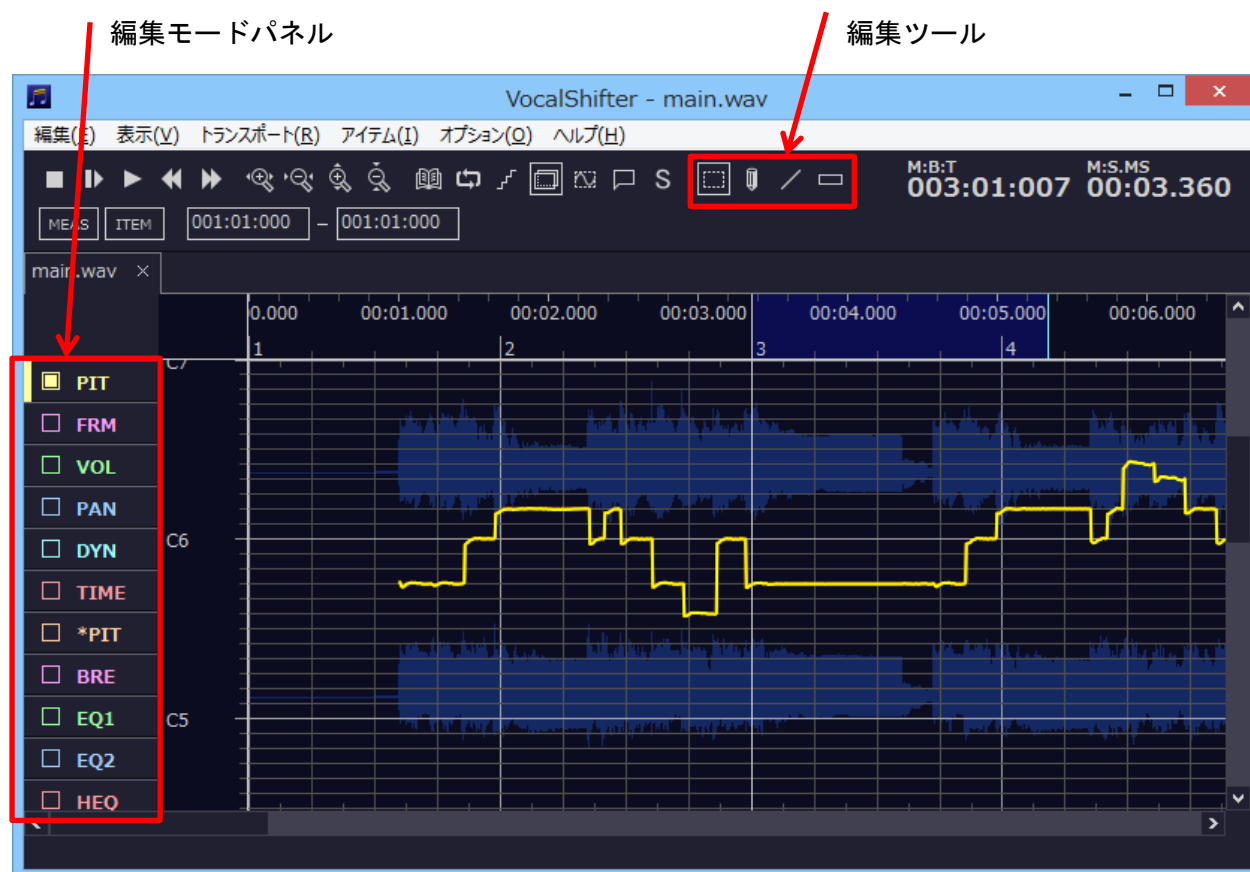 編集モードパネル
編集ツール
VocalShifter - main.wav
編集(E) 表示(V) トランスポート(R) アイテム(I) オプション(O) ヘルプ(H)
S
M:B:T
003:01:007
M:S.MS
00:03.360
MEAS ITEM 001:01:000 – 001:01:000
main.wav
0.000 00:01.000 00:02.000 00:03.000 00:04.000 00:05.000 00:06.000
1 2 3 4
C7
PIT
FRM
VOL
PAN
C6
DYN
TIME
*PIT
BRE
EQ1
C5
EQ2
HEQ